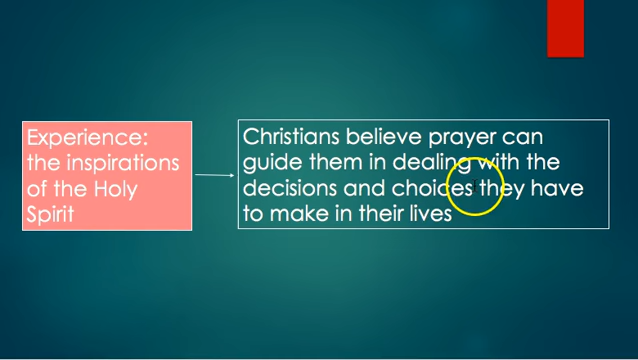 Experience:
the inspirations
of the Holy
Spirit
Christians believe prayer can
guide them in dealing with the
decisions and choices they have
to make in their lives